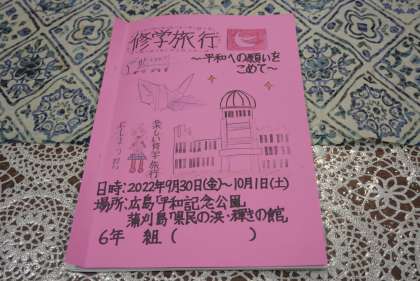 修学旅行
～平和への願いを
こめて～
楽しい修学旅行
日時:2022年9月30日(金)～10月1日(土)
場所:広島「平和記念公園」
蒲刈島「県民の浜・輝きの館」
6年 組( )